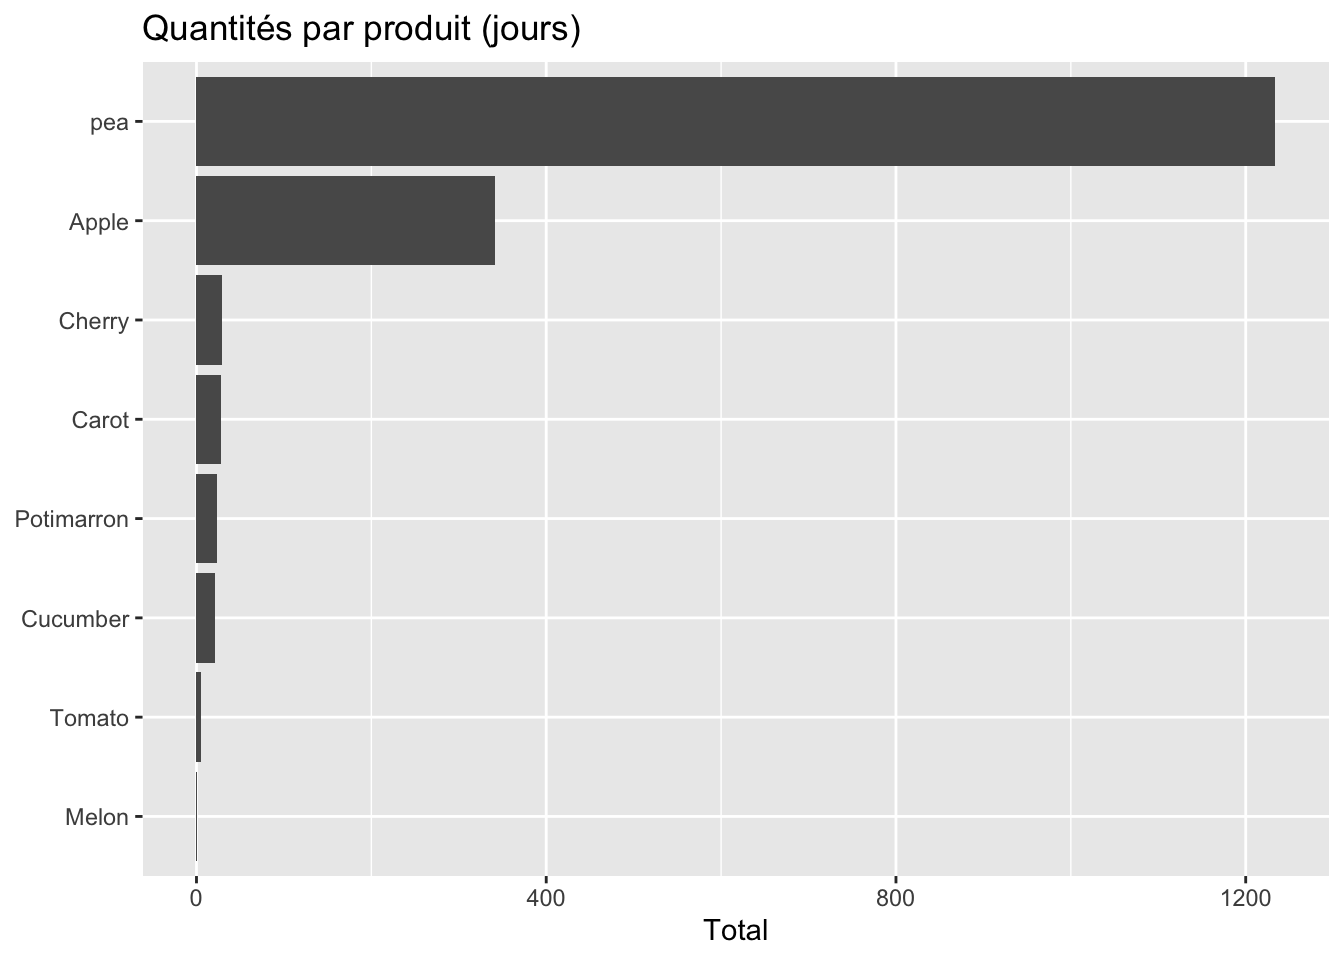 Quantités par produit (jours)
pea
Apple
Cherry
Carot
Potimarron
Cucumber
Tomato
Melon
0 400 800 1200
Total